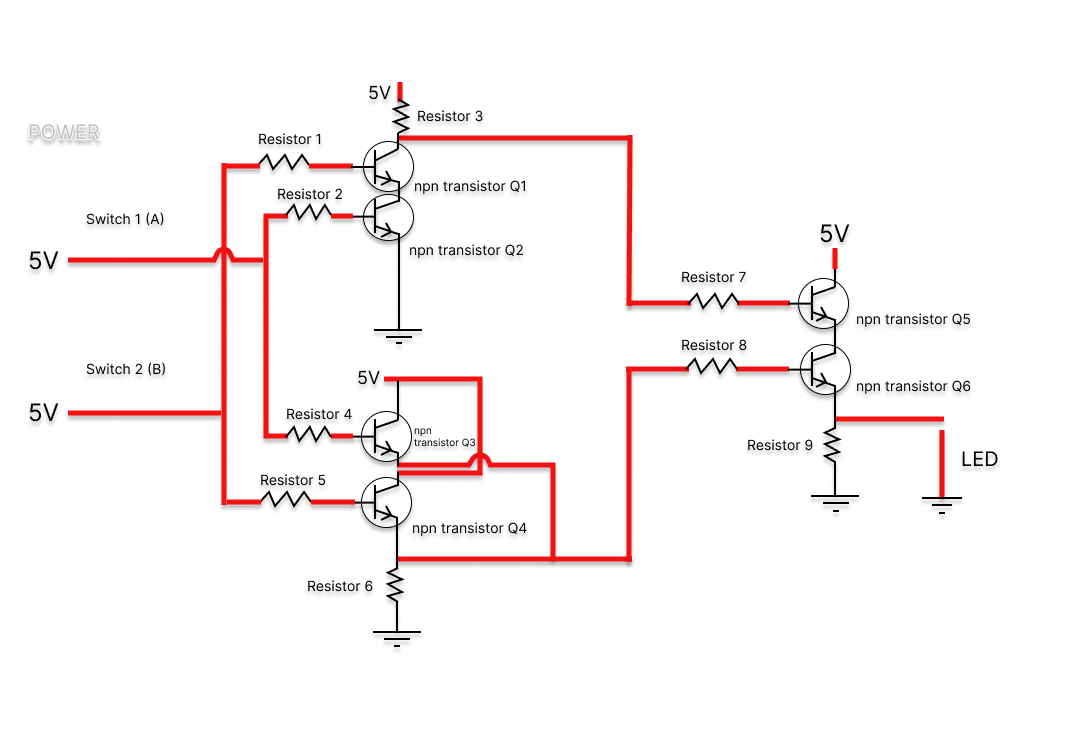 5V
Resistor 3
POWER
Resistor 1
npn transistor Q1
Resistor 2
Switch 1 (A)
npn transistor Q2
5V
5V
Resistor 7
npn transistor Q5
Resistor 8
Switch 2 (B)
5V
npn transistor Q6
5V
Resistor 4
npn
transistor Q3
Resistor 9
LED
Resistor 5
npn transistor Q4
Resistor 6